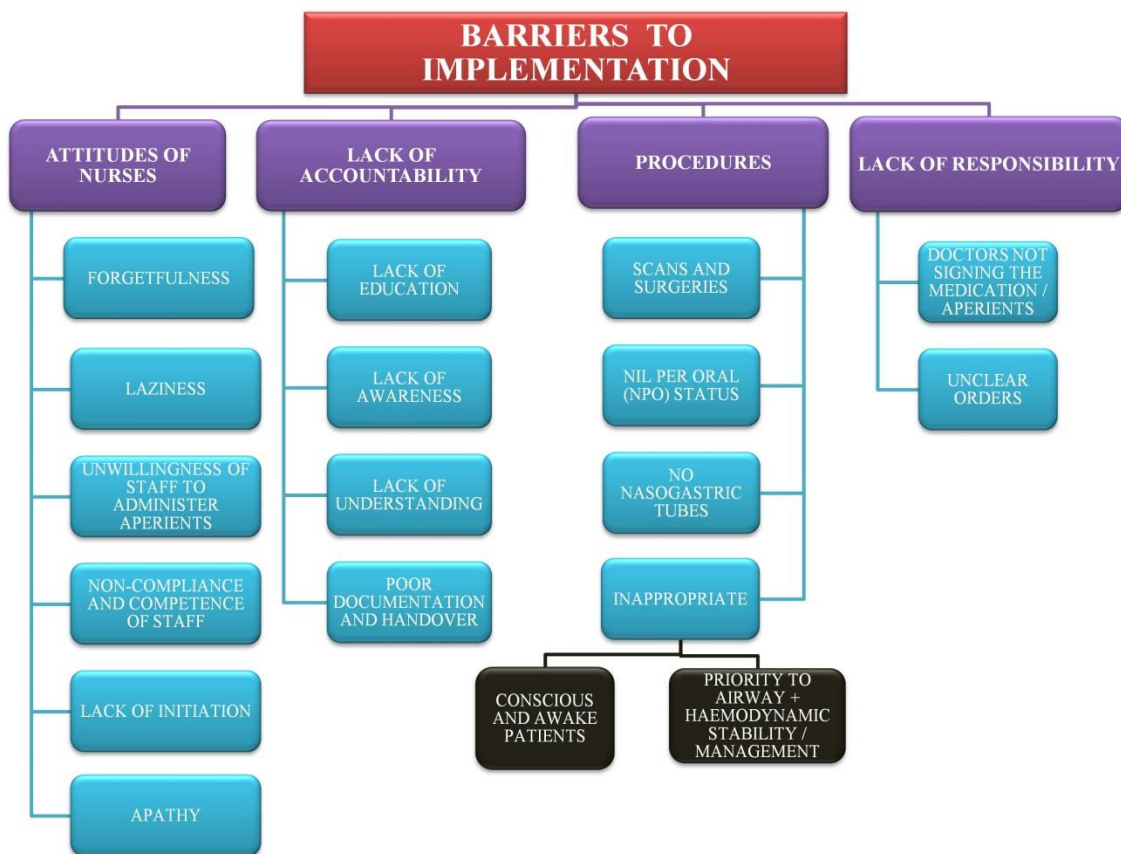 BARRIERS TO
IMPLEMENTATION
ATTITUDES OF
NURSES
FORGETFULNESS
LAZINESS
UNWILLINGNESS OF
STAFF TO
ADMINISTER
APERIENTS
NON-COMPLIANCE
AND COMPETENCE
OF STAFF
LACK OF INITIATION
APATHY
LACK OF
ACCOUNTABILITY
LACK OF
EDUCATION
LACK OF
AWARENESS
LACK OF
UNDERSTANDING
POOR
DOCUMENTATION
AND HANDOVER
PROCEDURES
SCANS AND
SURGERIES
NIL PER ORAL
(NPO) STATUS
NO
NASOGASTRIC
TUBES
INAPPROPRIATE
CONSCIOUS
AND AWAKE
PATIENTS
PRIORITY TO
AIRWAY +
HAEMODYNAMIC
STABILITY /
MANAGEMENT
LACK OF RESPONSIBILITY
DOCTORS NOT
SIGNING THE
MEDICATION /
APERIENTS
UNCLEAR
ORDERS